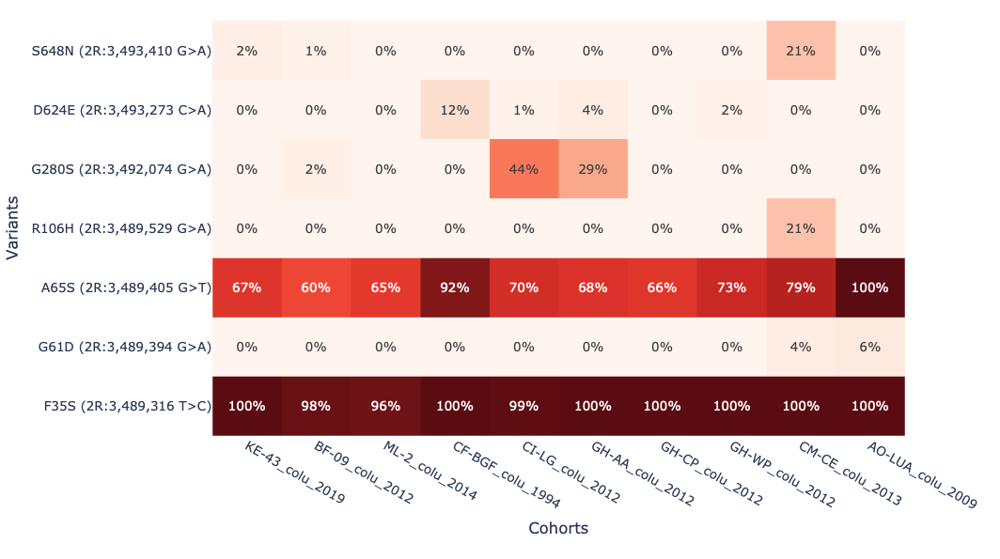 S648N (2R:3,493,410 G>A) 2% 1% 0% 0% 0% 0% 0% 0% 21% 0%
D624E (2R:3,493,273 C>A) 0% 0% 0% 12% 1% 4% 0% 2% 0% 0%
G280S (2R:3,492,074 G>A) 0% 2% 0% 0% 44% 29% 0% 0% 0% 0%
R106H (2R:3,489,529 G>A) 0% 0% 0% 0% 0% 0% 0% 0% 21% 0%
A65S (2R:3,489,405 G>T) 67% 60% 65% 92% 70% 68% 66% 73% 79% 100%
G61D (2R:3,489,394 G>A) 0% 0% 0% 0% 0% 0% 0% 0% 4% 6%
F35S (2R:3,489,316 T>C) 100% 98% 96% 100% 99% 100% 100% 100% 100% 100%
Variants
KE-43_colu_2019
BF-09_colu_2012
ML-2_colu_2014
CF-BGF_colu_1994
CI-LG_colu_2012
GH-AA_colu_2012
GH-CP_colu_2012
GH-WP_colu_2012
CM-CE_colu_2013
AO-LUA_colu_2009
Cohorts